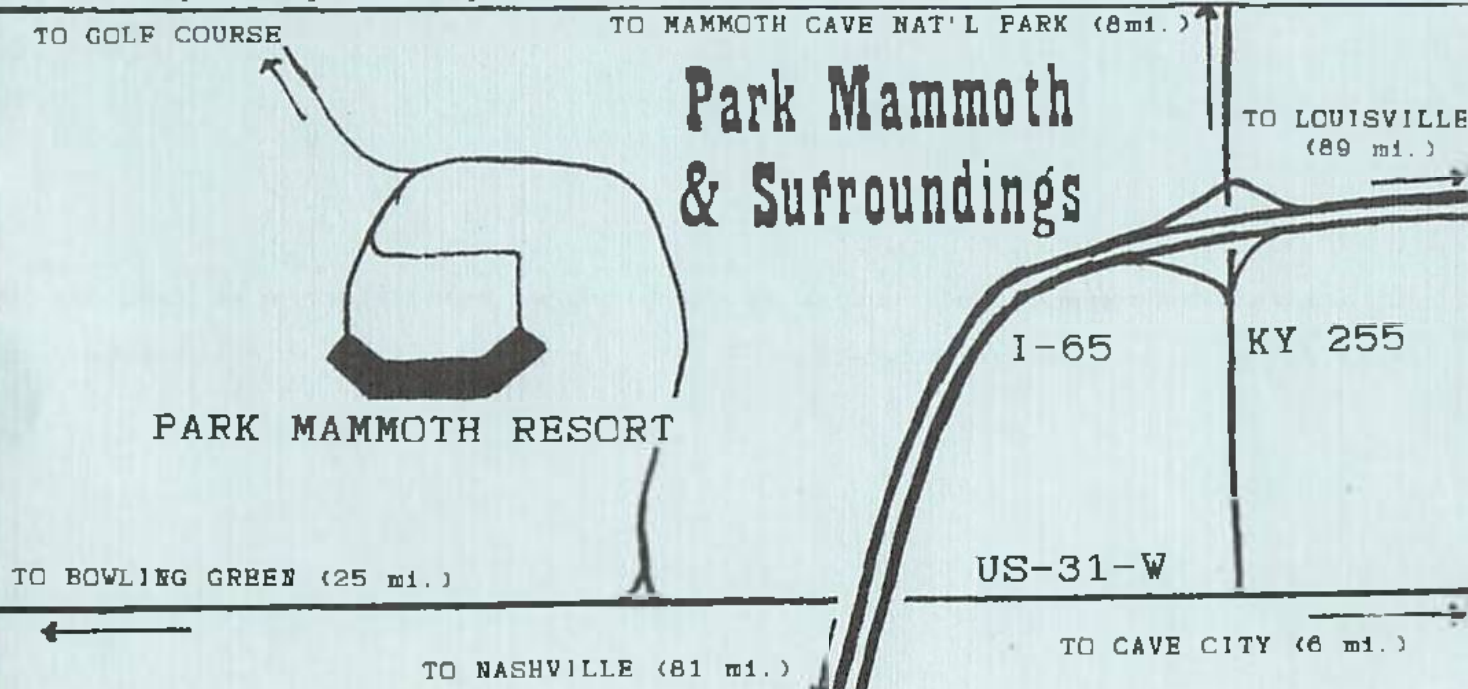 TO GOLF COURSE
TO MAMMOTH CAVE NAT'L PARK (8mi.)
Park Mammoth
& Surroundings
TO LOUISVILLE
(89 mi.)
I-65
KY 255
PARK MAMMOTH RESORT
TO BOWLING GREEN (25 mi.)
US-31-W
TO CAVE CITY (6 mi.)
TO NASHVILLE (81 mi.)